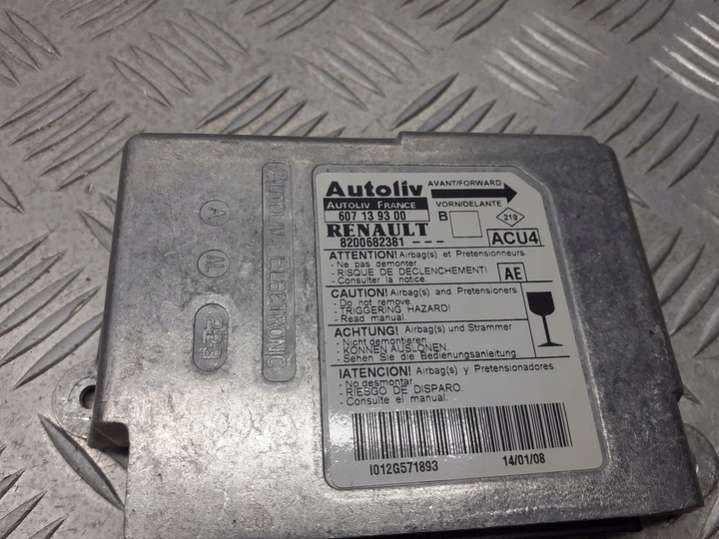 Autoliv
AVANT/FORWARD
AUTOLIV FRANCE
VORN/DELANTE
607 13 93 00
B
219
RENAULT
8200682381 ---
ACU4
ATTENTION! Airbag(s) et Pretensionneurs
- Ne pas demonter.
- RISQUE DE DECLENCHEMENT!
- Consulter la notice.
AE
CAUTION! Airbag(s) and Pretensioners
- Do not remove.
- TRIGGERING HAZARD!
- Read manual.
ACHTUNG! Airbag(s) und Strammer
- Nicht demontieren.
- KONNEN AUSLONEN.
- Sehen Sie die Bedienungsanleitung
!ATENCION! Airbag(s) y Pretensionadores
- No desmontar.
- RIESGO DE DISPARO.
- Consulte el manual.
I012G571893
14/01/08
ELECTRONIC
A